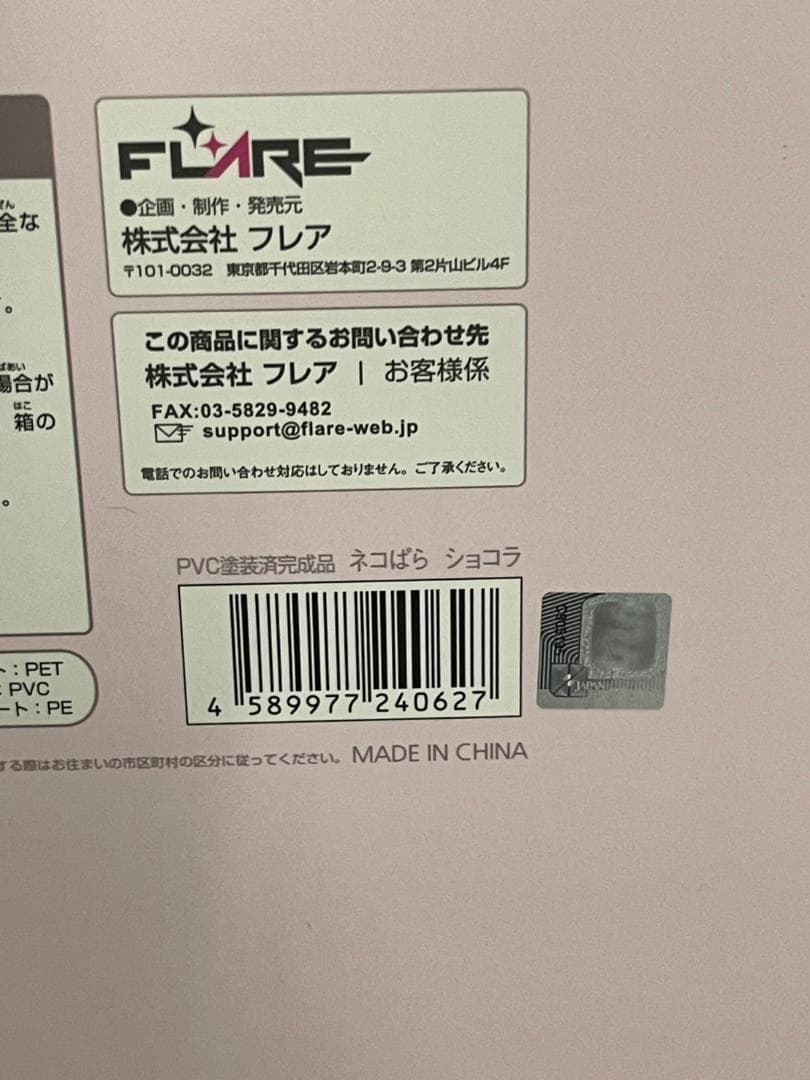 FLARE
●企画・制作・発売元
株式会社 フレア
〒101-0032 東京都千代田区岩本町2-9-3 第2片山ビル4F
この商品に関するお問い合わせ先
株式会社 フレア | お客様係
FAX:03-5829-9482
support@flare-web.jp
電話でのお問い合わせ対応はしておりません。ご了承ください。
全な
。
ばあい
場合が
はこ
箱の
。
PVC塗装済完成品 ネコぱら ショコラ
4 589977 240627
JAPAN
ト：PET
：PVC
ート：PE
する際はお住まいの市区町村の区分に従ってください。 MADE IN CHINA